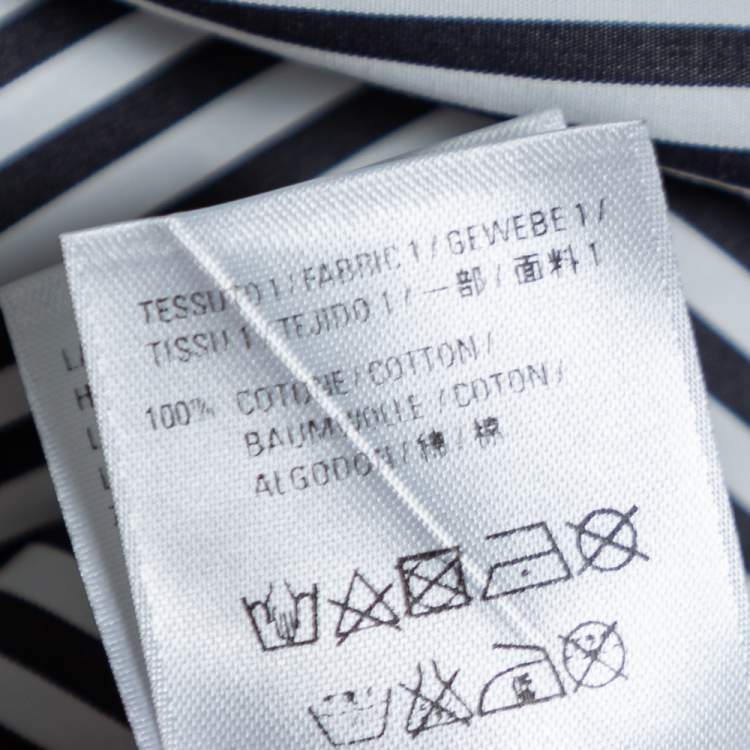 TESSUTO 1 / FABRIC 1 / GEWEBE 1 /
TISSU 1 / TEJIDO 1 / 一部 / 面料 1
100% COTONE / COTTON /
BAUMWOLLE / COTON /
ALGODON / 綿 / 棉